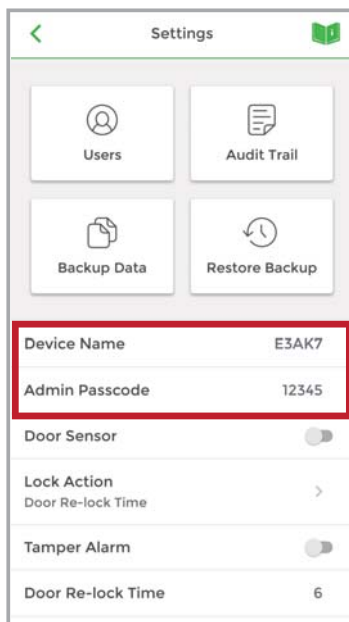 Settings
Users
Audit Trail
Backup Data
Restore Backup
Device Name E3AK7
Admin Passcode 12345
Door Sensor
Lock Action
Door Re-lock Time
Tamper Alarm
Door Re-lock Time 6